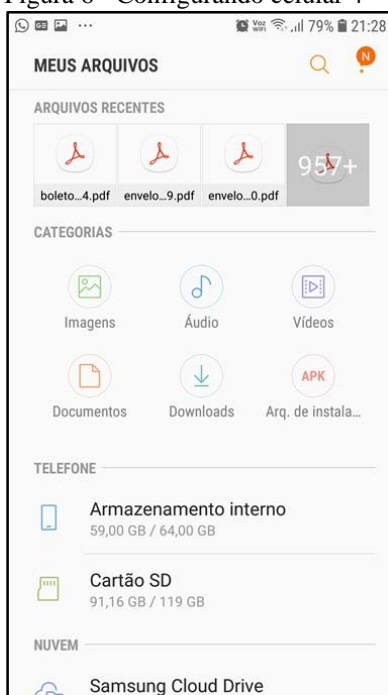 Figura 6 - Configurando celular 4
Voz WiFi 79% 21:28
MEUS ARQUIVOS
N
ARQUIVOS RECENTES
957+
boleto...4.pdf envelo...9.pdf envelo...0.pdf
CATEGORIAS
Imagens Áudio Vídeos
APK
Documentos Downloads Arq. de instala...
TELEFONE
Armazenamento interno
59,00 GB / 64,00 GB
Cartão SD
91,16 GB / 119 GB
NUVEM
Samsung Cloud Drive